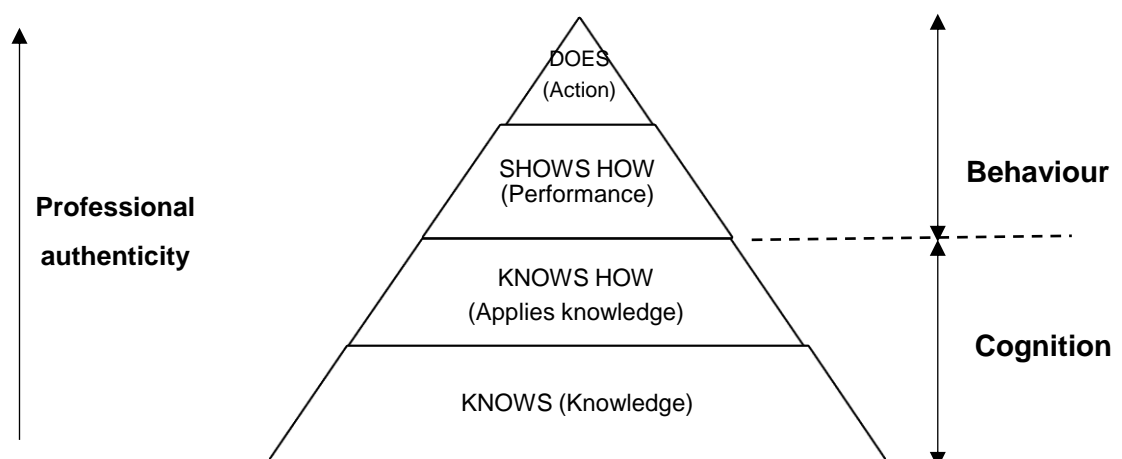 DOES
(Action)
SHOWS HOW
(Performance)
Behaviour
Professional
authenticity
KNOWS HOW
(Applies knowledge)
Cognition
KNOWS (Knowledge)